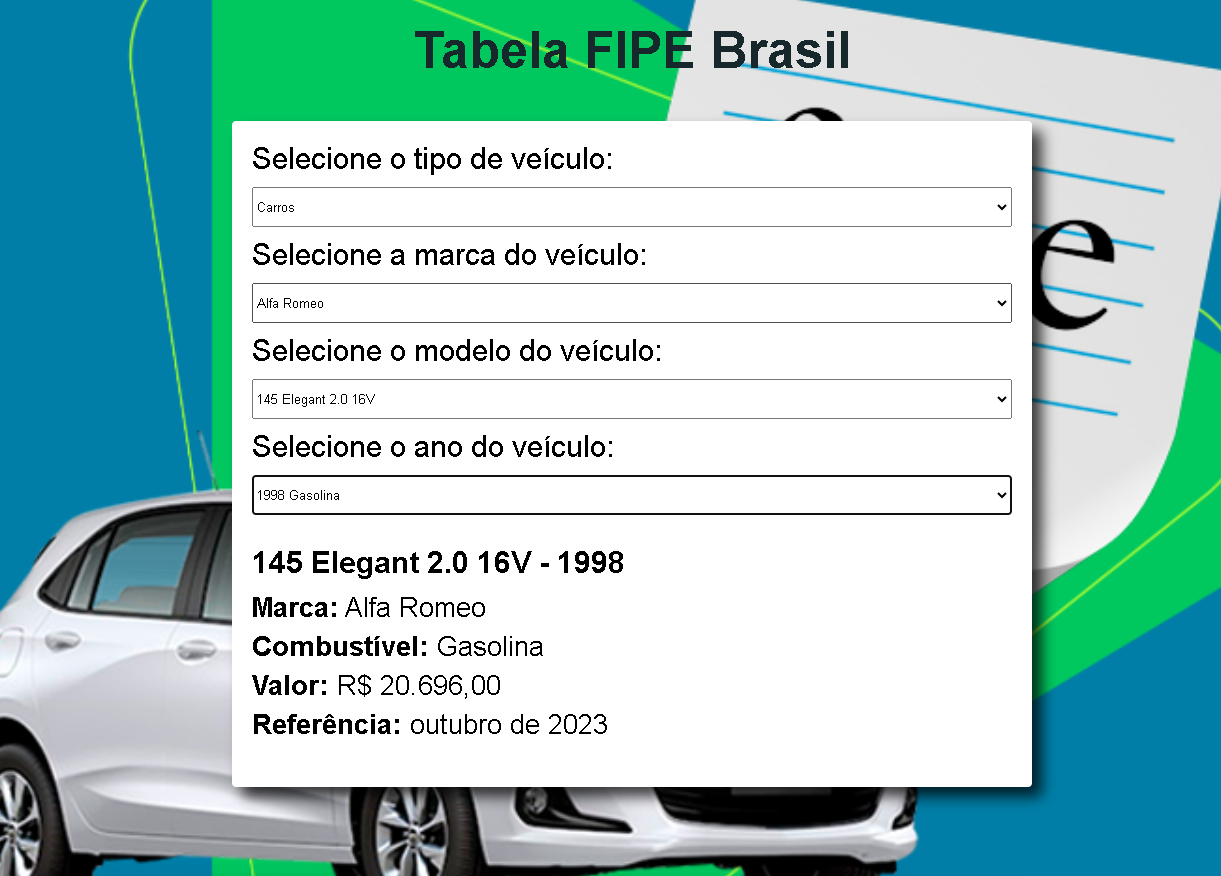 Tabela FIPE Brasil
Selecione o tipo de veículo:
Carros
Selecione a marca do veículo:
Alfa Romeo
Selecione o modelo do veículo:
145 Elegant 2.0 16V
Selecione o ano do veículo:
1998 Gasolina
145 Elegant 2.0 16V - 1998
Marca: Alfa Romeo
Combustível: Gasolina
Valor: R$ 20.696,00
Referência: outubro de 2023